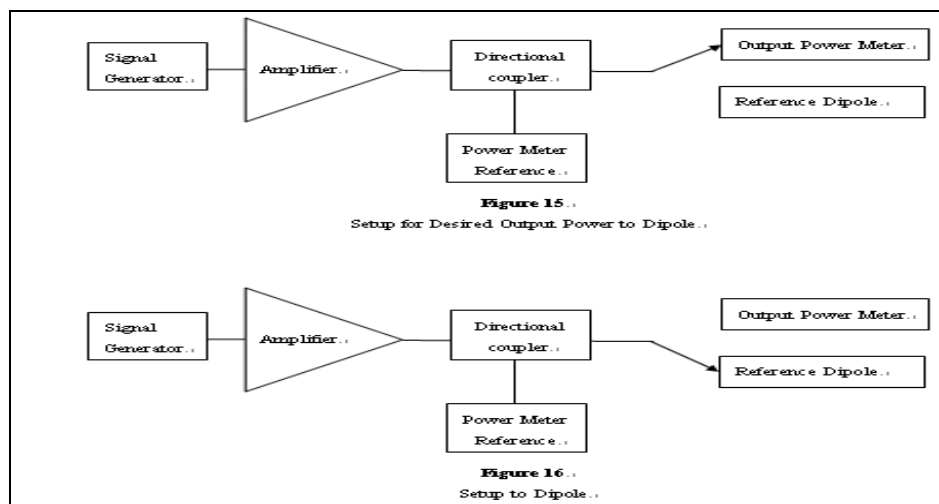 Signal
Generator.
Amplifier.
Directional
coupler.
Output Power Meter.
Reference Dipole.
Power Meter
Reference.
Figure 15.
Setup for Desired Output Power to Dipole.
Signal
Generator.
Amplifier.
Directional
coupler.
Output Power Meter.
Reference Dipole.
Power Meter
Reference.
Figure 16.
Setup to Dipole.